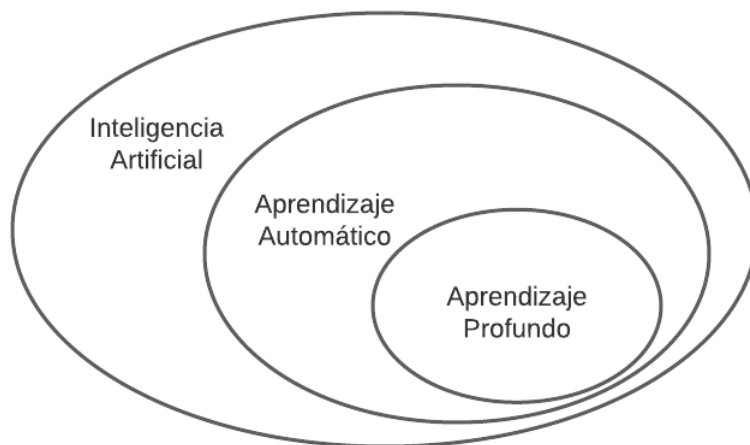 Inteligencia
Artificial
Aprendizaje
Automático
Aprendizaje
Profundo